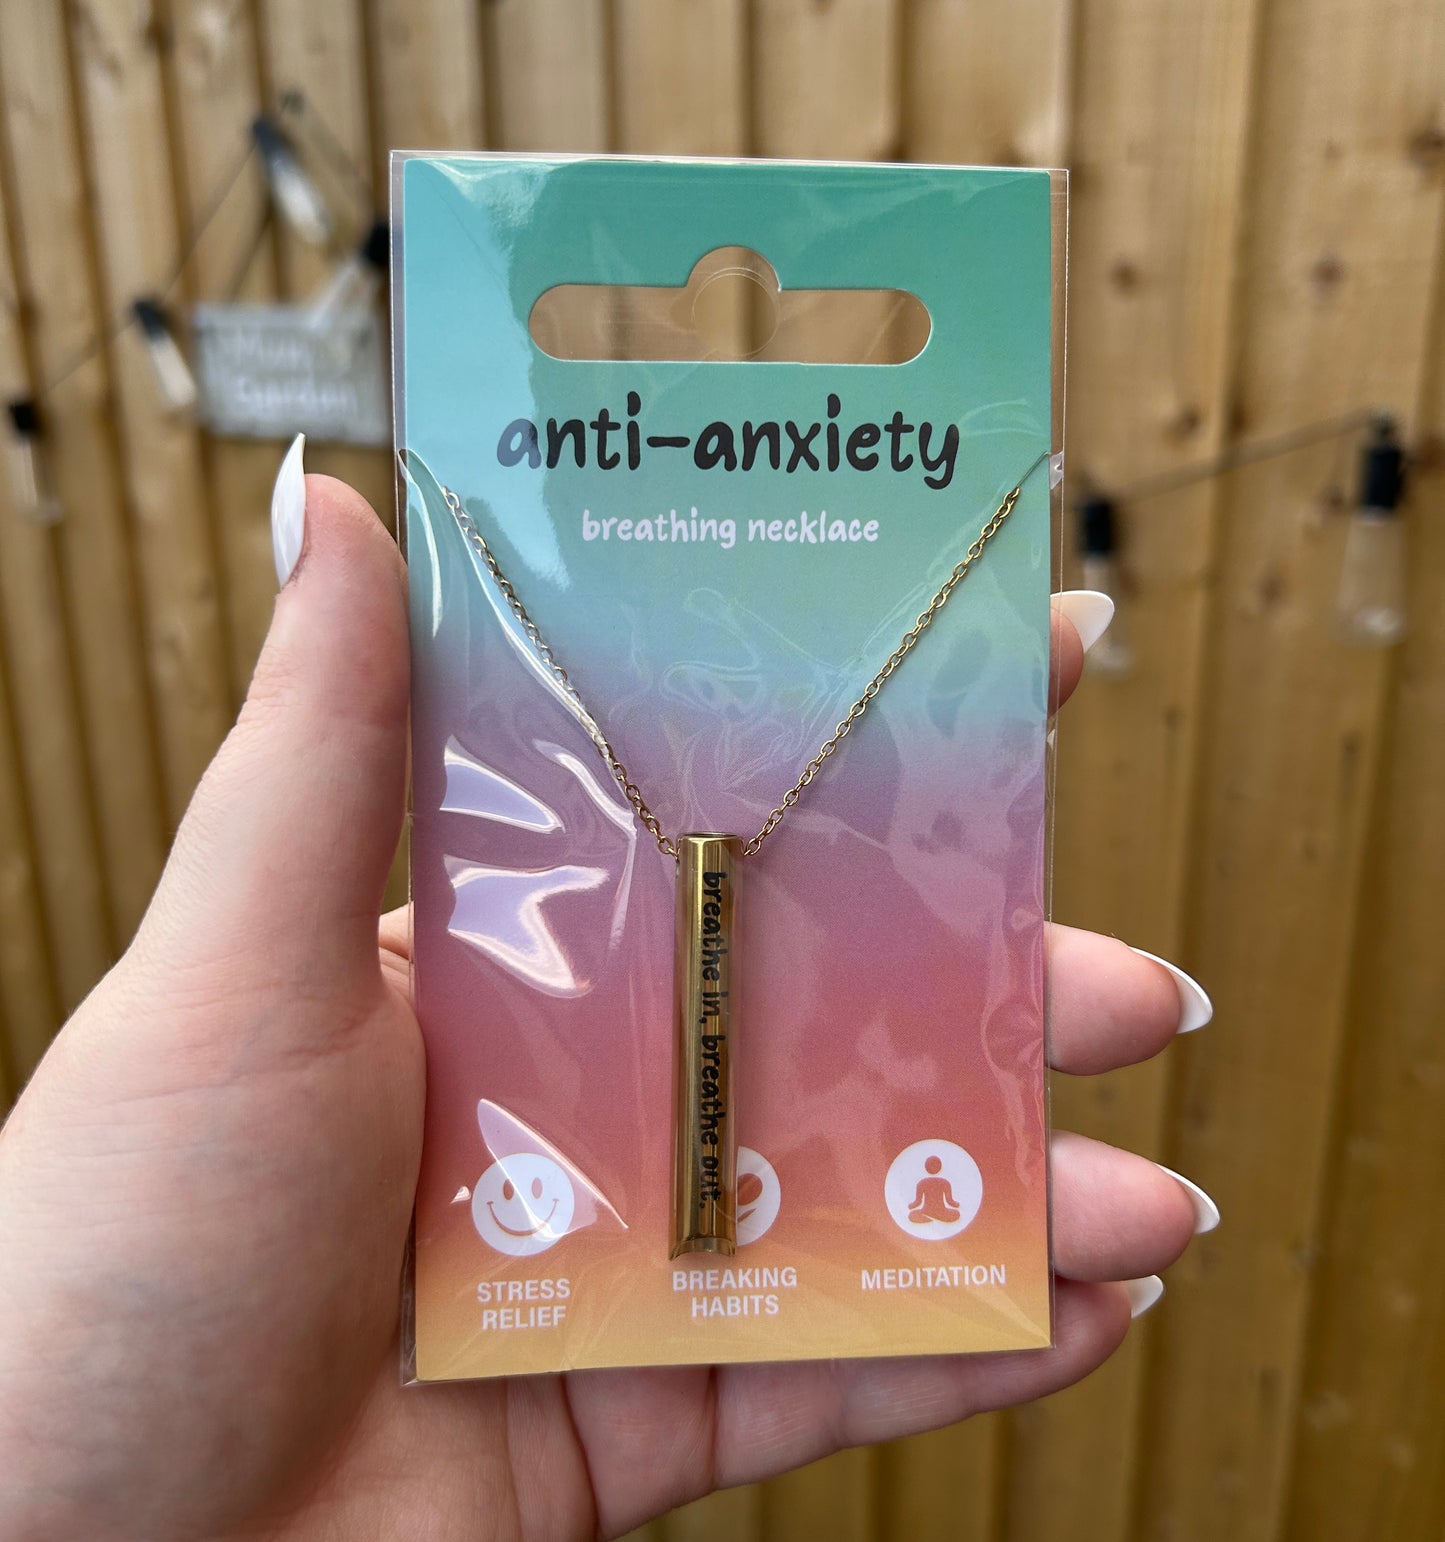 anti-anxiety
breathing necklace
breathe in, breathe out.
STRESS
RELIEF
BREAKING
HABITS
MEDITATION